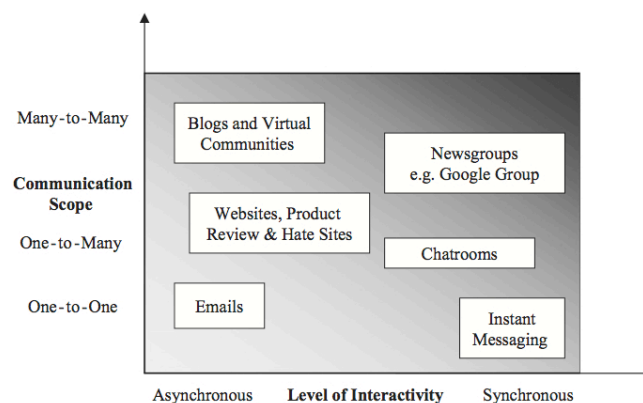 Many-to-Many
Blogs and Virtual
Communities
Newsgroups
e.g. Google Group
Communication
Scope
Websites, Product
Review & Hate Sites
One-to-Many
Chatrooms
One-to-One
Emails
Instant
Messaging
Asynchronous Level of Interactivity Synchronous